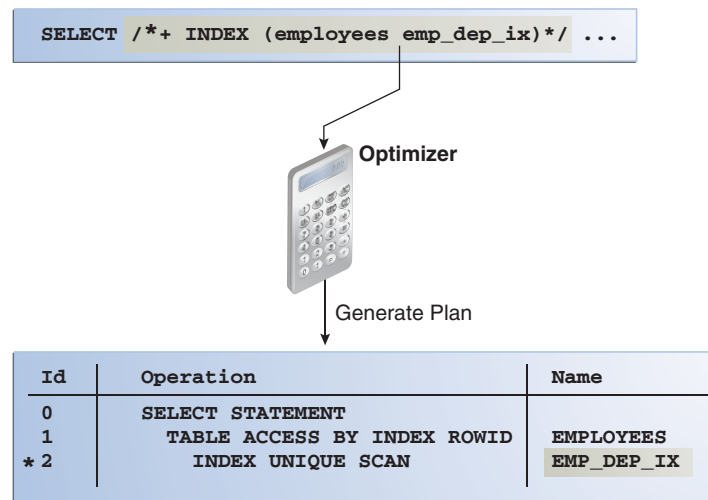 SELECT /*+ INDEX (employees emp_dep_ix)*/ ...
Optimizer
Generate Plan
Id Operation Name
0 SELECT STATEMENT
1 TABLE ACCESS BY INDEX ROWID EMPLOYEES
* 2 INDEX UNIQUE SCAN EMP_DEP_IX